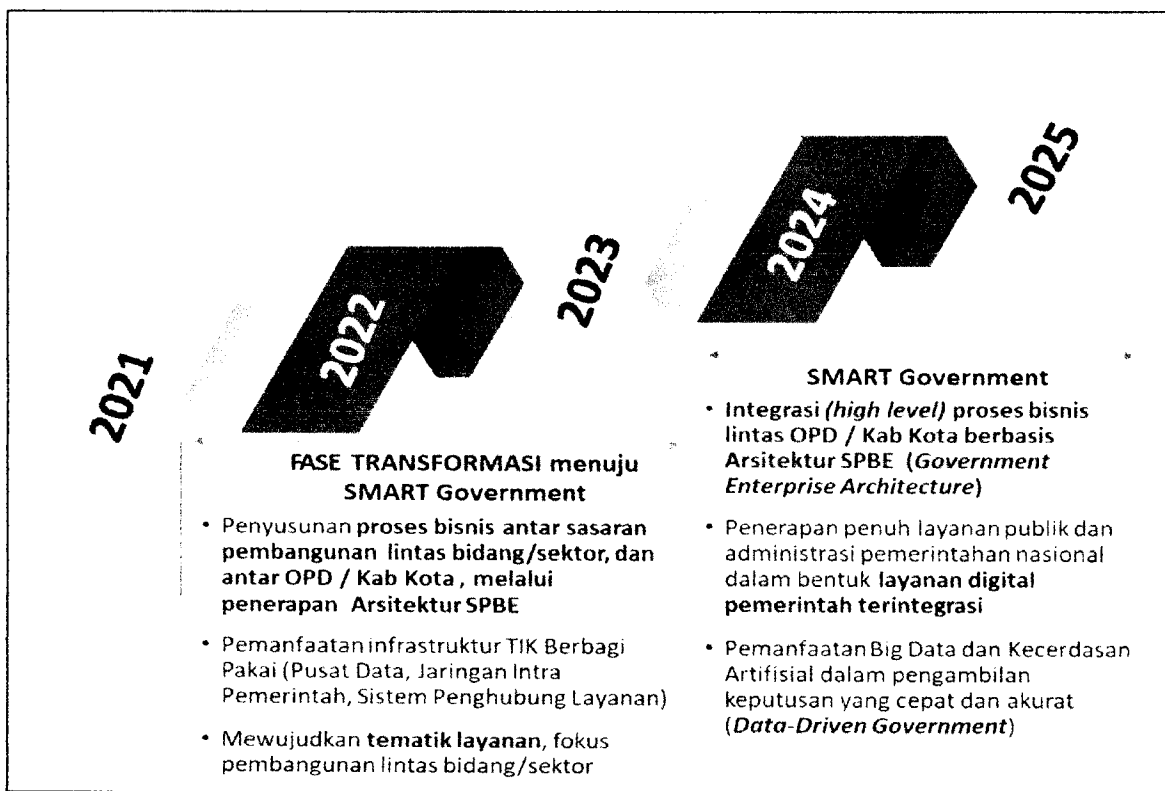 2021
2022
2023
2024
2025
FASE TRANSFORMASI menuju
SMART Government
• Penyusunan proses bisnis antar sasaran
pembangunan lintas bidang/sektor, dan
antar OPD / Kab Kota , melalui
penerapan Arsitektur SPBE
• Pemanfaatan infrastruktur TIK Berbagi
Pakai (Pusat Data, Jaringan Intra
Pemerintah, Sistem Penghubung Layanan)
• Mewujudkan tematik layanan, fokus
pembangunan lintas bidang/sektor
SMART Government
• Integrasi (high level) proses bisnis
lintas OPD / Kab Kota berbasis
Arsitektur SPBE (Government
Enterprise Architecture)
• Penerapan penuh layanan publik dan
administrasi pemerintahan nasional
dalam bentuk layanan digital
pemerintah terintegrasi
• Pemanfaatan Big Data dan Kecerdasan
Artifisial dalam pengambilan
keputusan yang cepat dan akurat
(Data-Driven Government)